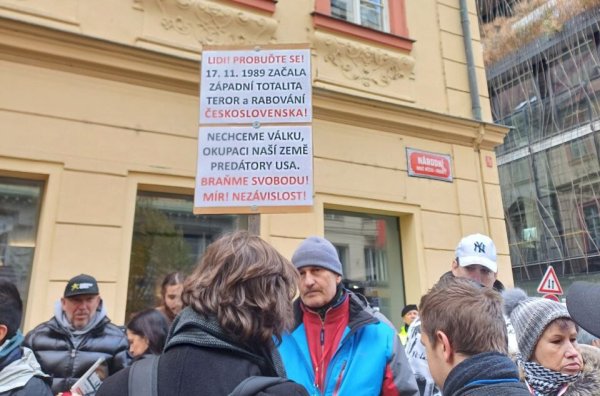 LIDI! PROBUĎTE SE!
17. 11. 1989 ZAČALA
ZÁPADNÍ TOTALITA
TEROR a RABOVÁNÍ
ČESKOSLOVENSKA!
NECHCEME VÁLKU,
OKUPACI NAŠÍ ZEMĚ
PREDÁTORY USA.
BRAŇME SVOBODU!
MÍR! NEZÁVISLOST!
NÁRODNÍ
NY